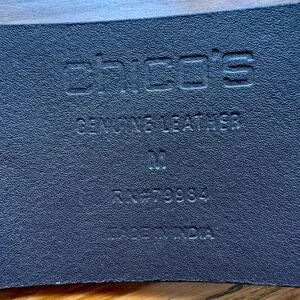 chico's
GENUINE LEATHER
M
RN#79984
MADE IN INDIA